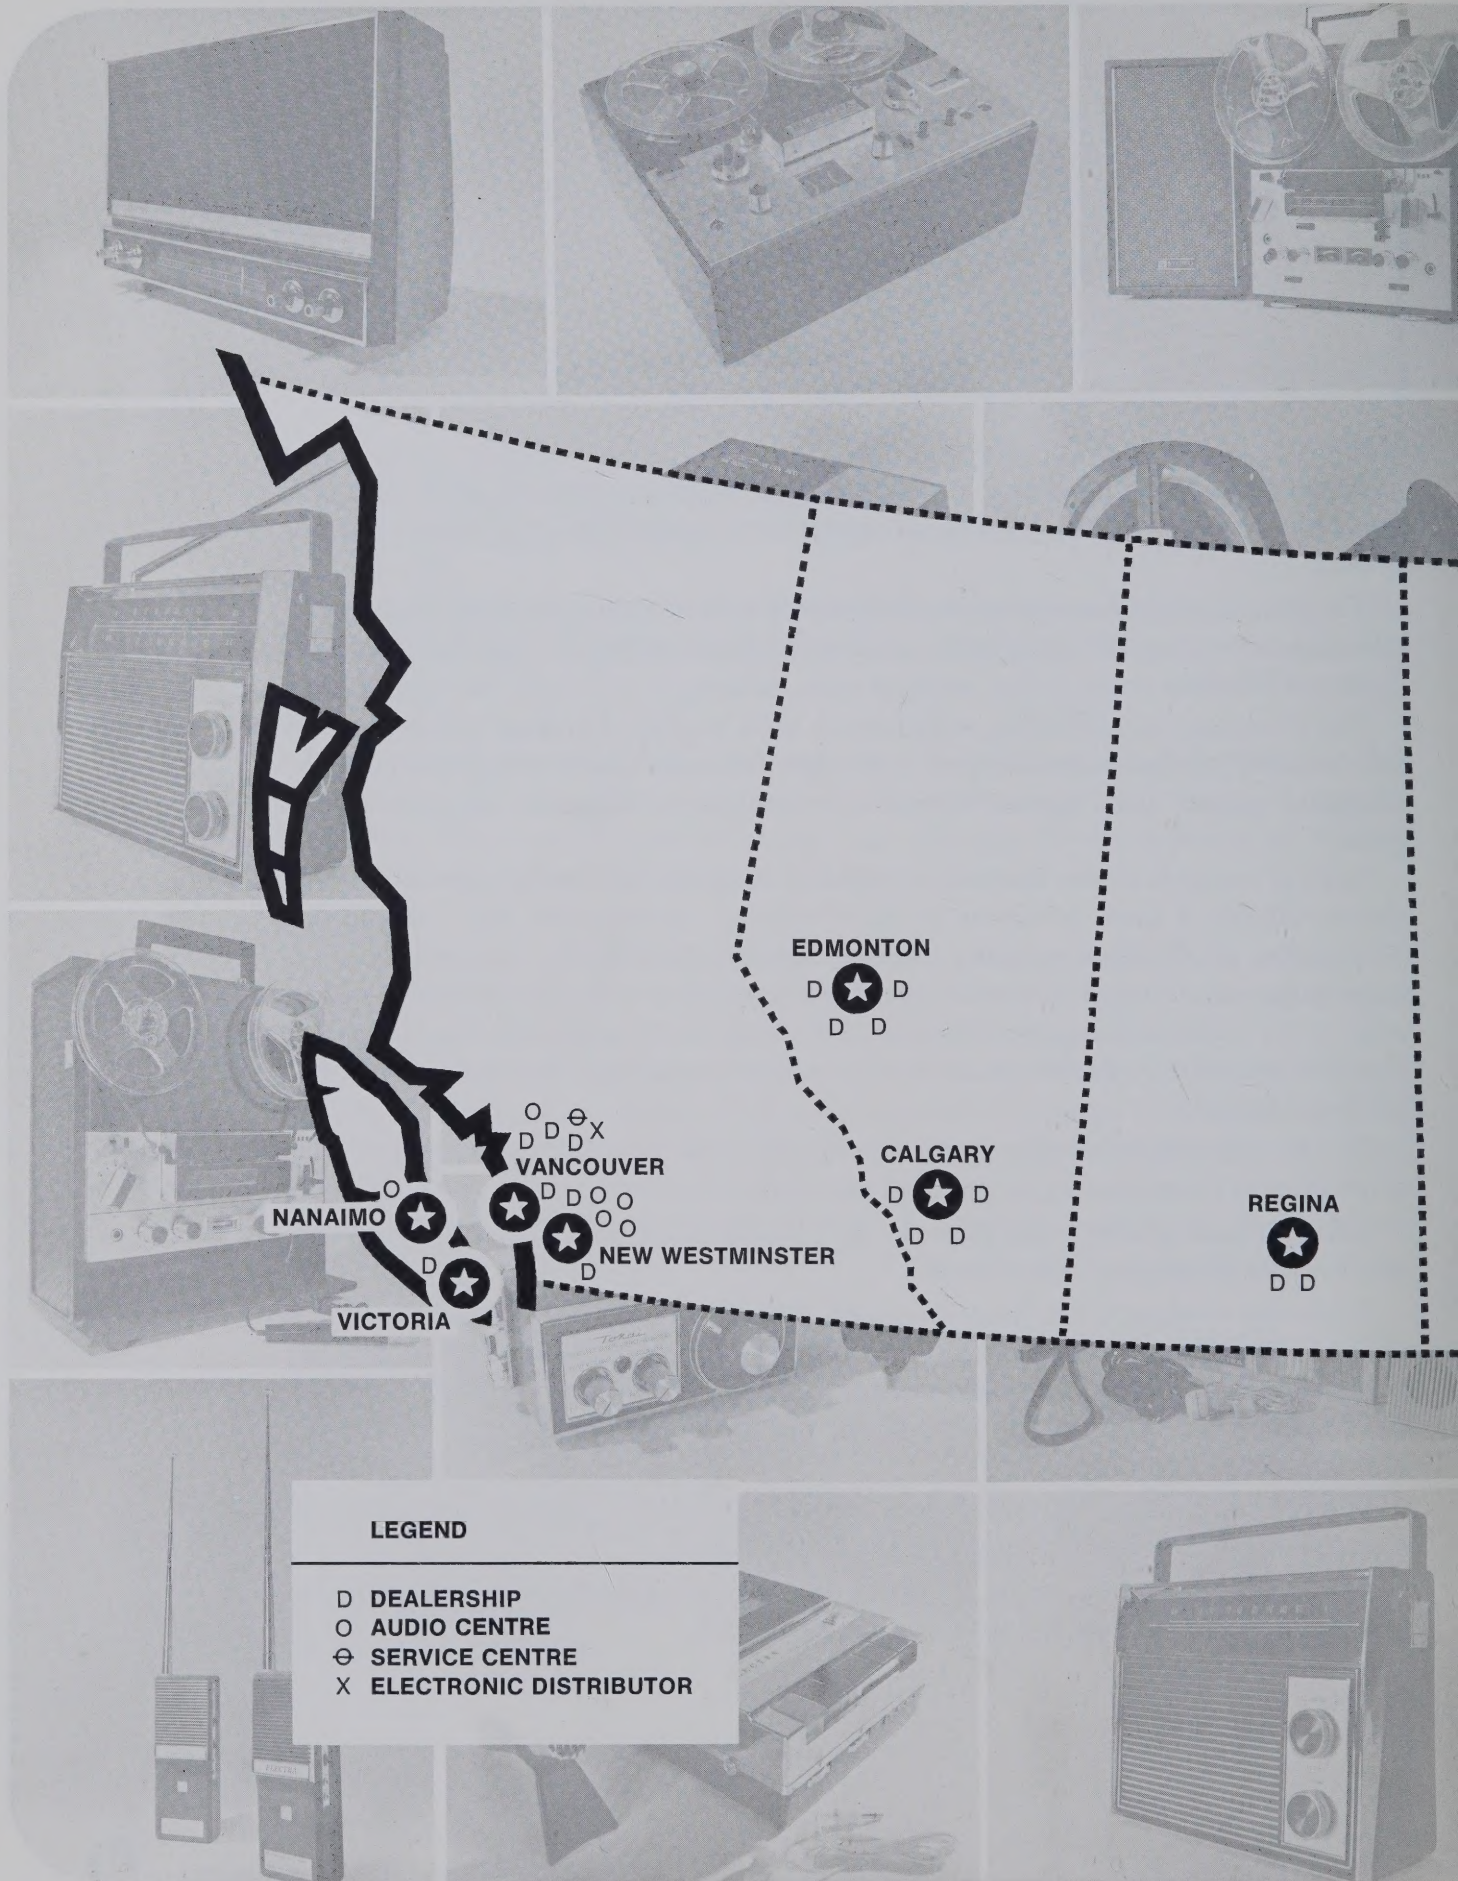 EDMONTON
D D
D D
O ꝋ
D D D X
VANCOUVER
CALGARY
D D
D D
O
NANAIMO
D D O O
O O
NEW WESTMINSTER
D
REGINA
D D
D
VICTORIA
LEGEND
D DEALERSHIP
O AUDIO CENTRE
ꝋ SERVICE CENTRE
X ELECTRONIC DISTRIBUTOR